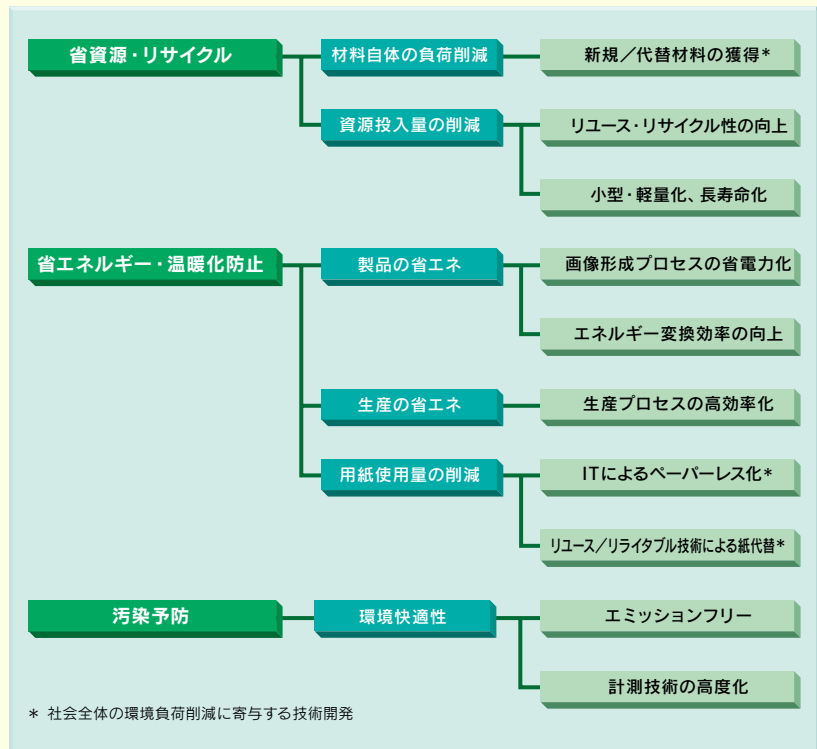 省資源・リサイクル
材料自体の負荷削減
新規／代替材料の獲得*
資源投入量の削減
リユース・リサイクル性の向上
小型・軽量化、長寿命化
省エネルギー・温暖化防止
製品の省エネ
画像形成プロセスの省電力化
エネルギー変換効率の向上
生産の省エネ
生産プロセスの高効率化
用紙使用量の削減
ITによるペーパーレス化*
リユース／リライタブル技術による紙代替*
汚染予防
環境快適性
エミッションフリー
計測技術の高度化
* 社会全体の環境負荷削減に寄与する技術開発